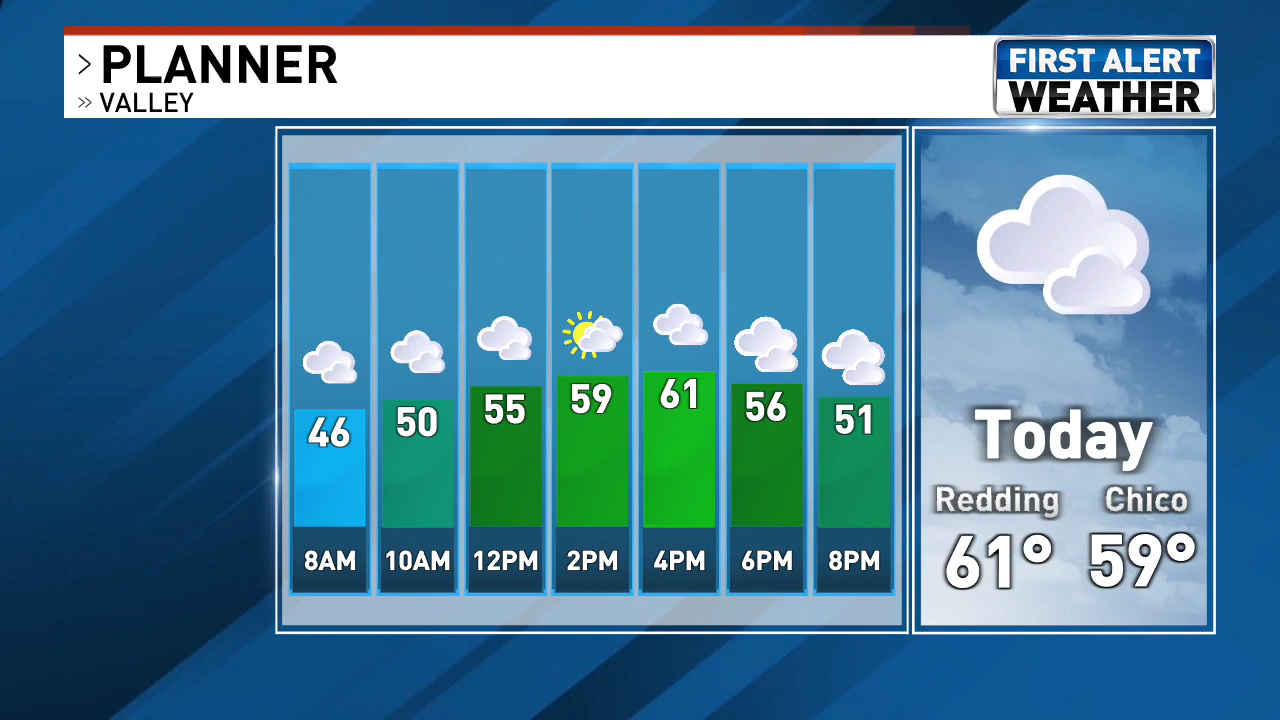 > PLANNER
» VALLEY
FIRST ALERT
WEATHER
46 50 55 59 61 56 51
8AM 10AM 12PM 2PM 4PM 6PM 8PM
Today
Redding Chico
61° 59°